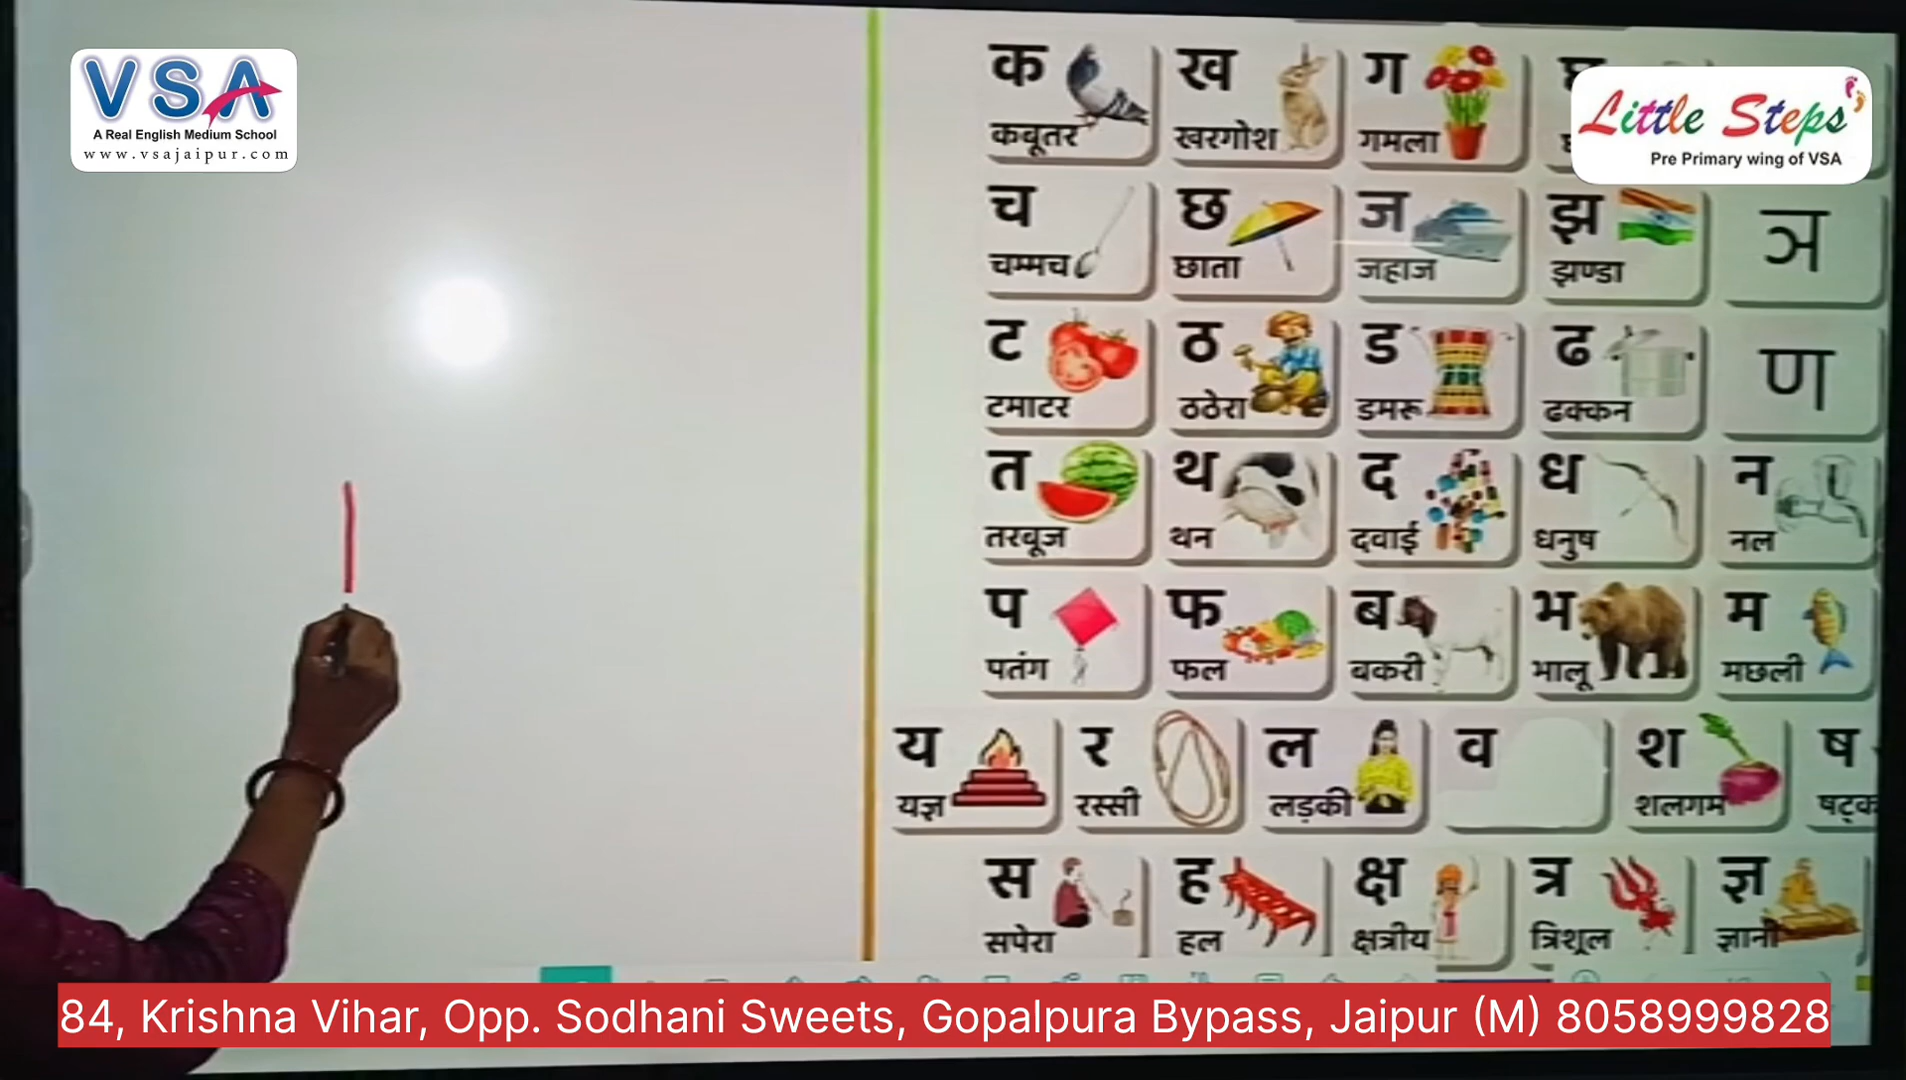 VSA
A Real English Medium School
www.vsajaipur.com
Little Steps
Pre Primary wing of VSA
क ख ग
कबूतर खरगोश गमला
च छ ज झ ञ
चम्मच छाता जहाज झण्डा
ट ठ ड ढ ण
टमाटर ठठेरा डमरू ढक्कन
त थ द ध न
तरबूज थन दवाई धनुष नल
प फ ब भ म
पतंग फल बकरी भालू मछली
य र ल व श ष
यज्ञ रस्सी लड़की शलगम
स ह क्ष त्र ज्ञ
सपेरा हल क्षत्रीय त्रिशूल ज्ञानी
84, Krishna Vihar, Opp. Sodhani Sweets, Gopalpura Bypass, Jaipur (M) 8058999828